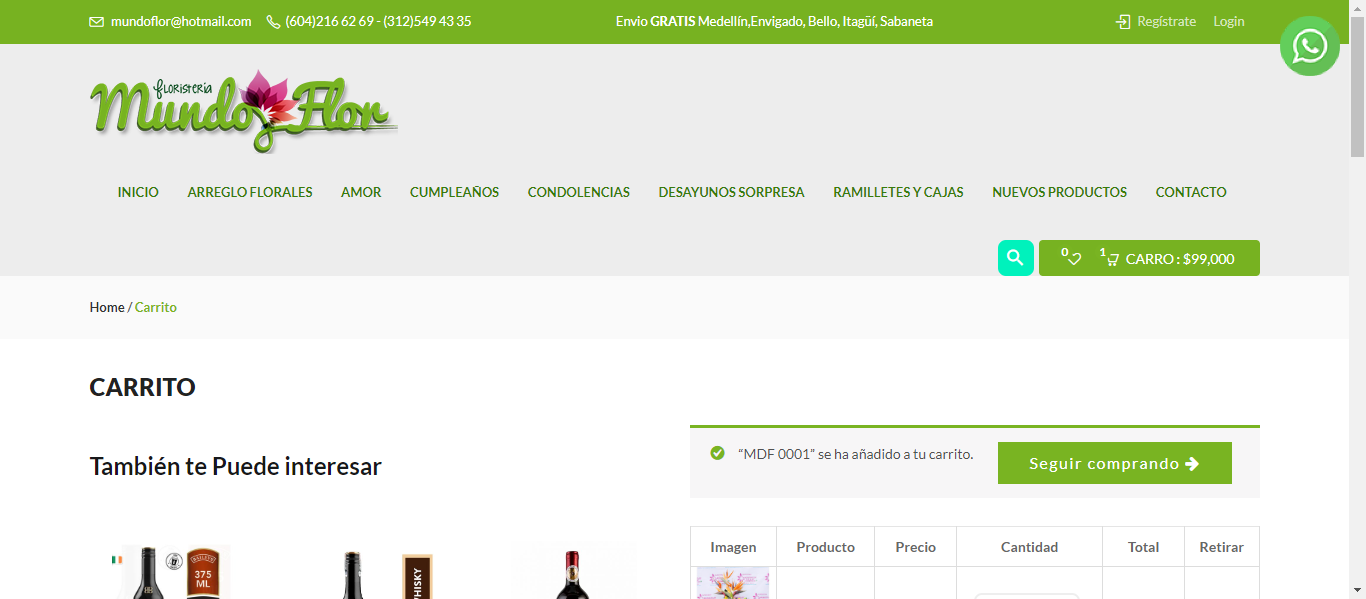 mundoflor@hotmail.com (604)216 62 69 - (312)549 43 35 Envio GRATIS Medellín,Envigado, Bello, Itagüí, Sabaneta Regístrate Login
floristeria
Mundo Flor
INICIO ARREGLO FLORALES AMOR CUMPLEAÑOS CONDOLENCIAS DESAYUNOS SORPRESA RAMILLETES Y CAJAS NUEVOS PRODUCTOS CONTACTO
0 1 CARRO : $99,000
Home / Carrito
CARRITO
También te Puede interesar
“MDF 0001” se ha añadido a tu carrito. Seguir comprando
Imagen Producto Precio Cantidad Total Retirar
BAILEYS
375
ML
WHISKY